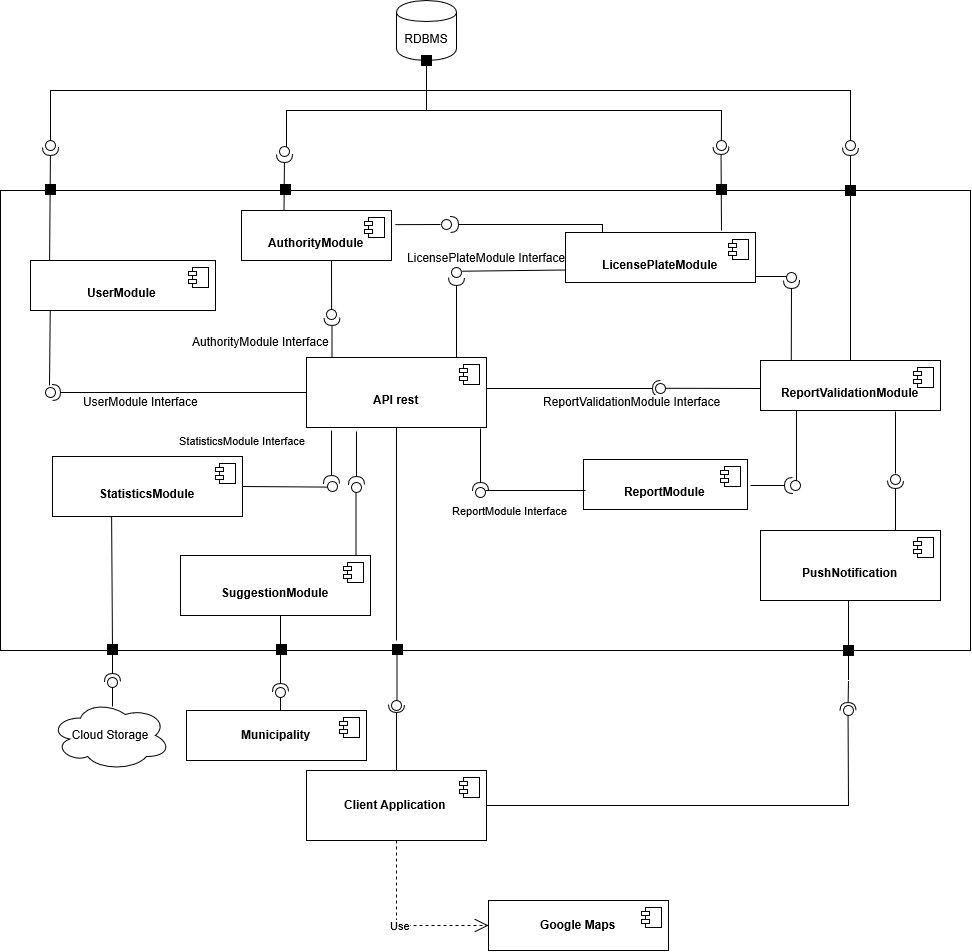 RDBMS
AuthorityModule
LicensePlateModule Interface
LicensePlateModule
UserModule
AuthorityModule Interface
UserModule Interface
API rest
ReportValidationModule Interface
ReportValidationModule
StatisticsModule Interface
StatisticsModule
ReportModule
ReportModule Interface
SuggestionModule
PushNotification
Cloud Storage
Municipality
Client Application
Use
Google Maps